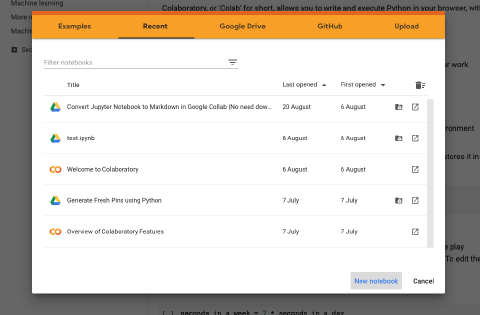 Machine learning
Colaboratory, or 'Colab' for short, allows you to write and execute Python in your browser, wit
More
Machin
Examples
Recent
Google Drive
GitHub
Upload
Filter notebooks
ur work
Title
Last opened
First opened
Convert Jupyter Notebook to Markdown in Google Collab (No need dow...
20 August
6 August
test.ipynb
6 August
6 August
ronment
Welcome to Colaboratory
6 August
6 August
stores it in
Generate Fresh Pins using Python
7 July
7 July
Overview of Colaboratory Features
7 July
7 July
e play
To edit the
New notebook
Cancel
[ ] seconds_in_a_week = 7 * seconds_in_a_day